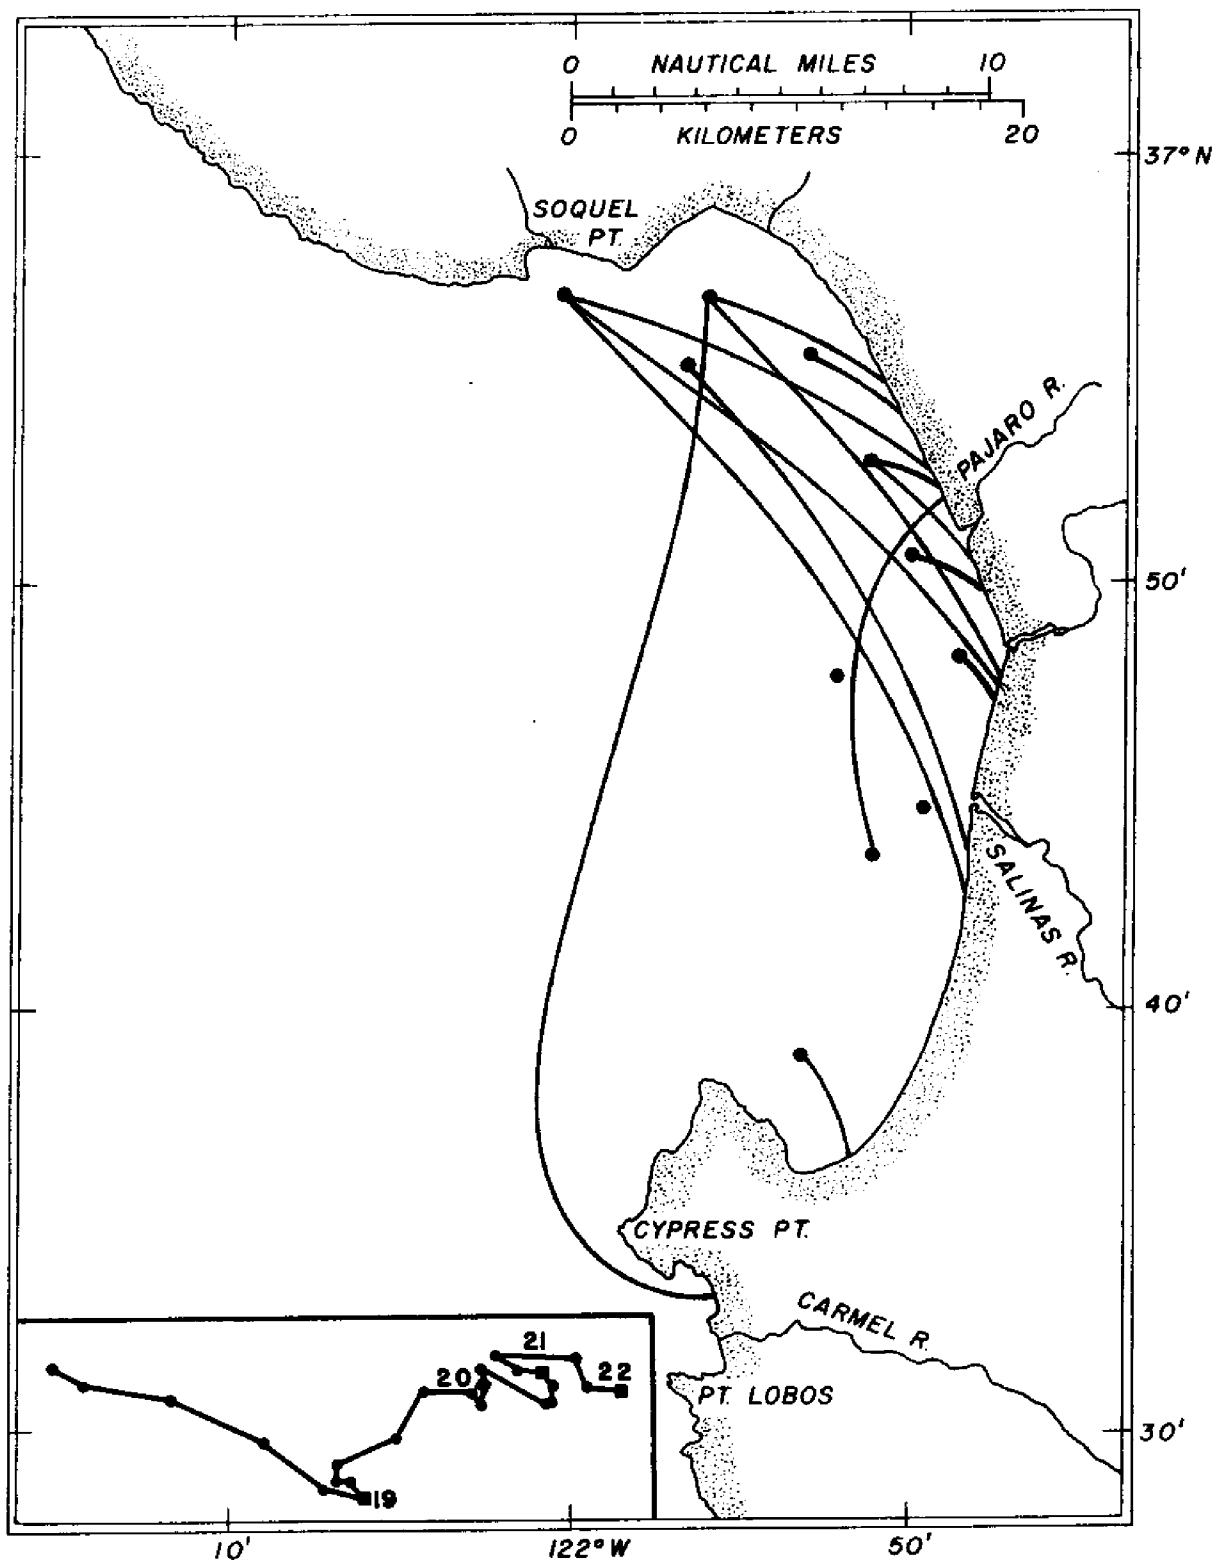 0 NAUTICAL MILES 10
0 KILOMETERS 20
37° N
SOQUEL
PT.
PAJARO R.
50'
SALINAS R.
40'
CYPRESS PT.
CARMEL R.
PT. LOBOS
30'
21
20
22
19
10' 122° W 50'